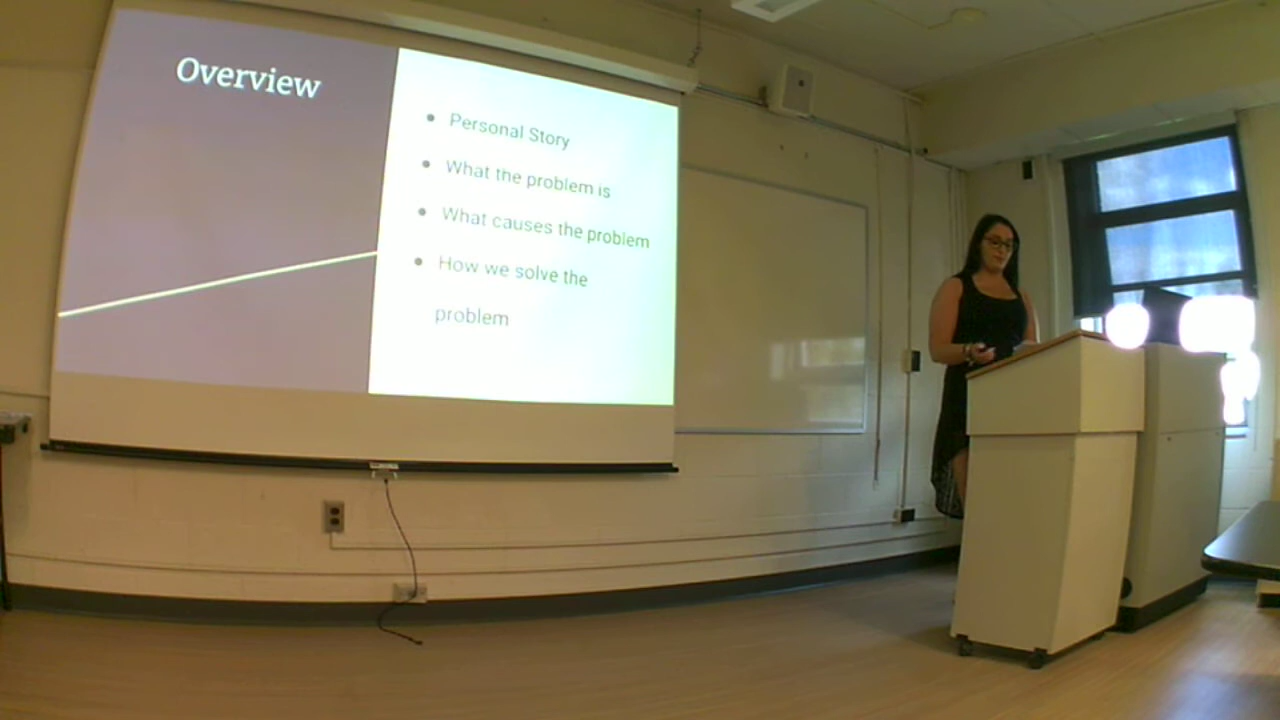 Overview
• Personal Story
• What the problem is
• What causes the problem
• How we solve the
problem